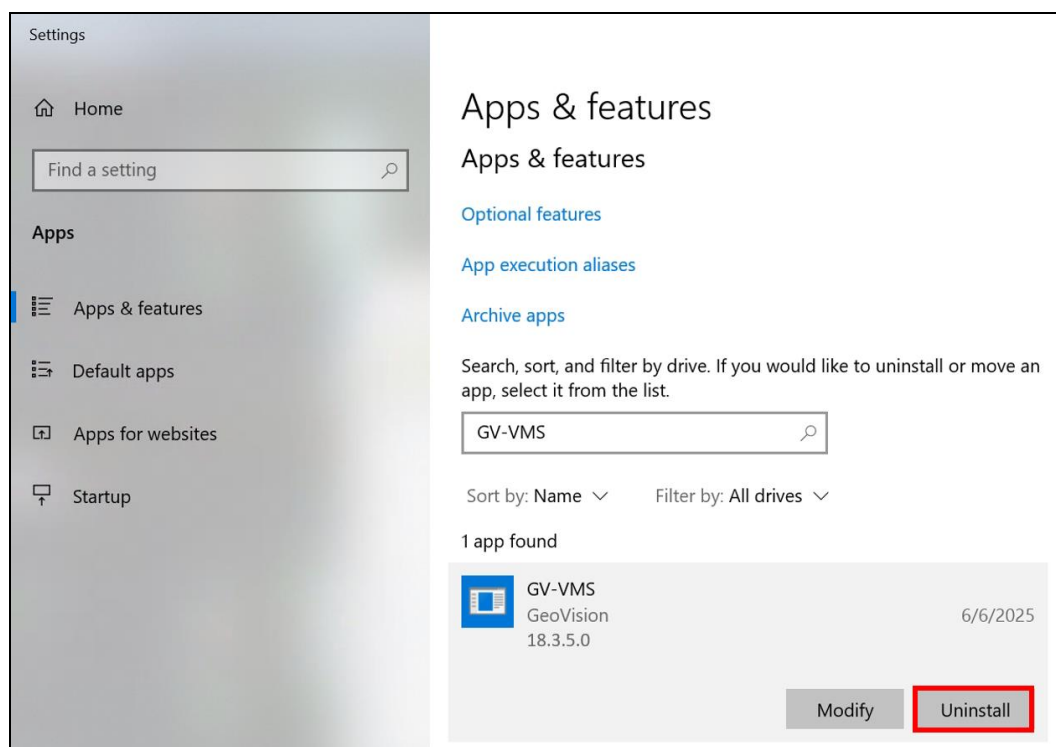 Settings
Home
Find a setting
Apps
Apps & features
Default apps
Apps for websites
Startup
Apps & features
Apps & features
Optional features
App execution aliases
Archive apps
Search, sort, and filter by drive. If you would like to uninstall or move an
app, select it from the list.
GV-VMS
Sort by: Name Filter by: All drives
1 app found
GV-VMS
GeoVision 6/6/2025
18.3.5.0
Modify Uninstall